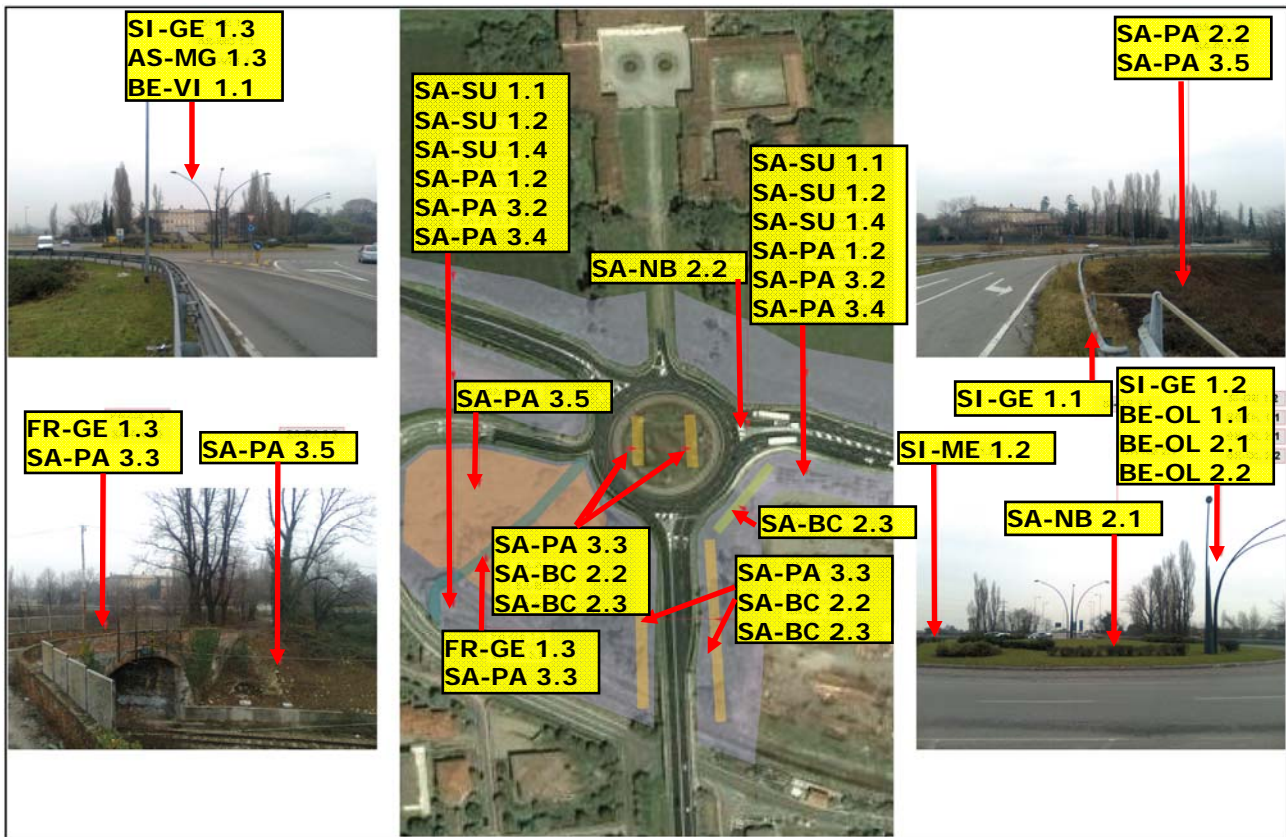 SI-GE 1.3
AS-MG 1.3
BE-VI 1.1
SA-SU 1.1
SA-SU 1.2
SA-SU 1.4
SA-PA 1.2
SA-PA 3.2
SA-PA 3.4
SA-NB 2.2
SA-SU 1.1
SA-SU 1.2
SA-SU 1.4
SA-PA 1.2
SA-PA 3.2
SA-PA 3.4
SA-PA 2.2
SA-PA 3.5
FR-GE 1.3
SA-PA 3.3
SA-PA 3.5
SA-PA 3.5
SA-PA 3.3
SA-BC 2.2
SA-BC 2.3
FR-GE 1.3
SA-PA 3.3
SA-BC 2.3
SA-PA 3.3
SA-BC 2.2
SA-BC 2.3
SI-GE 1.1
SI-GE 1.2
BE-OL 1.1
BE-OL 2.1
BE-OL 2.2
SI-ME 1.2
SA-NB 2.1